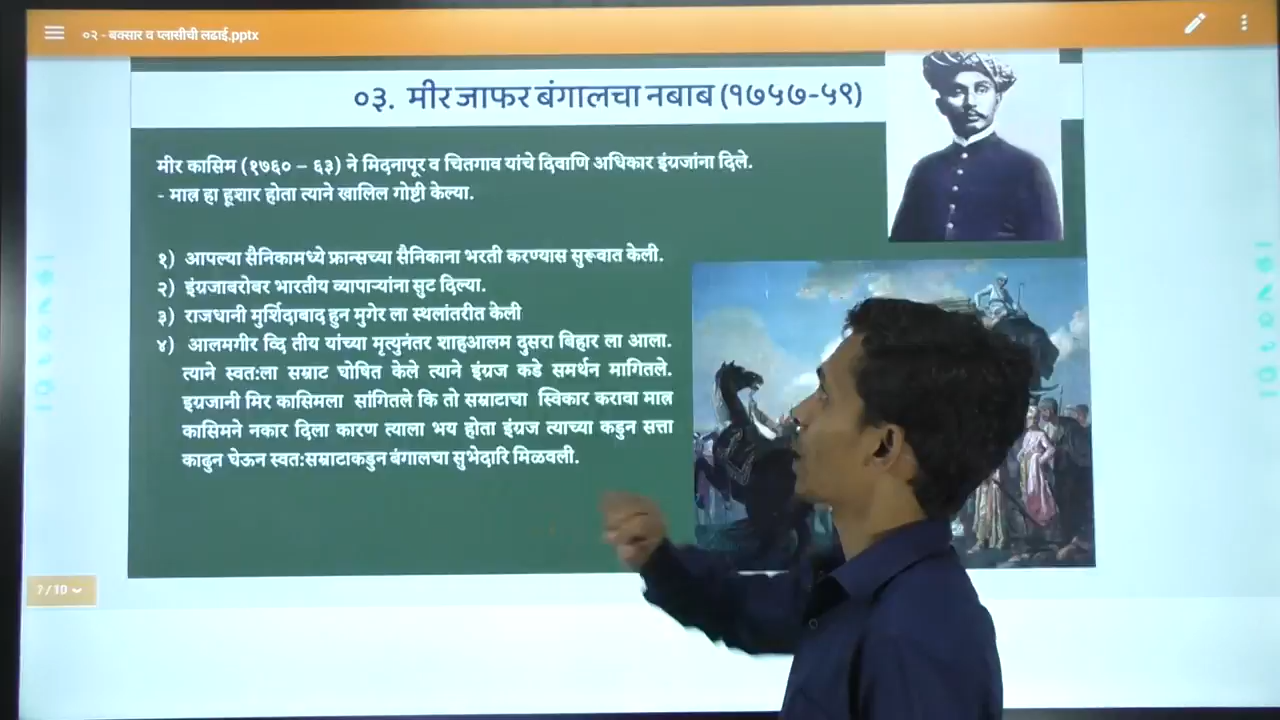 ०२ - बक्सार व प्लासीची लढाई.pptx
०३. मीर जाफर बंगालचा नबाब (१७५७-५९)
मीर कासिम (१७६० – ६३) ने मिदनापूर व चितगाव यांचे दिवाणि अधिकार इंग्रजांना दिले.
- मात्र हा हूशार होता त्याने खालिल गोष्टी केल्या.
१) आपल्या सैनिकामध्ये फ्रान्सच्या सैनिकाना भरती करण्यास सुरूवात केली.
२) इंग्रजाबरोबर भारतीय व्यापाऱ्यांना सुट दिल्या.
३) राजधानी मुर्शिदाबाद हुन मुगेर ला स्थलांतरीत केली
४) आलमगीर व्दि तीय यांच्या मृत्युनंतर शाहआलम दुसरा बिहार ला आला.
त्याने स्वत:ला सम्राट घोषित केले त्याने इंग्रज कडे समर्थन मागितले.
इग्रजानी मिर कासिमला सांगितले कि तो सम्राटाचा स्विकार करावा मात्र
कासिमने नकार दिला कारण त्याला भय होता इंग्रज त्याच्या कडुन सत्ता
काढुन घेऊन स्वत:सम्राटाकडुन बंगालचा सुभेदारि मिळवली.
7 / 10